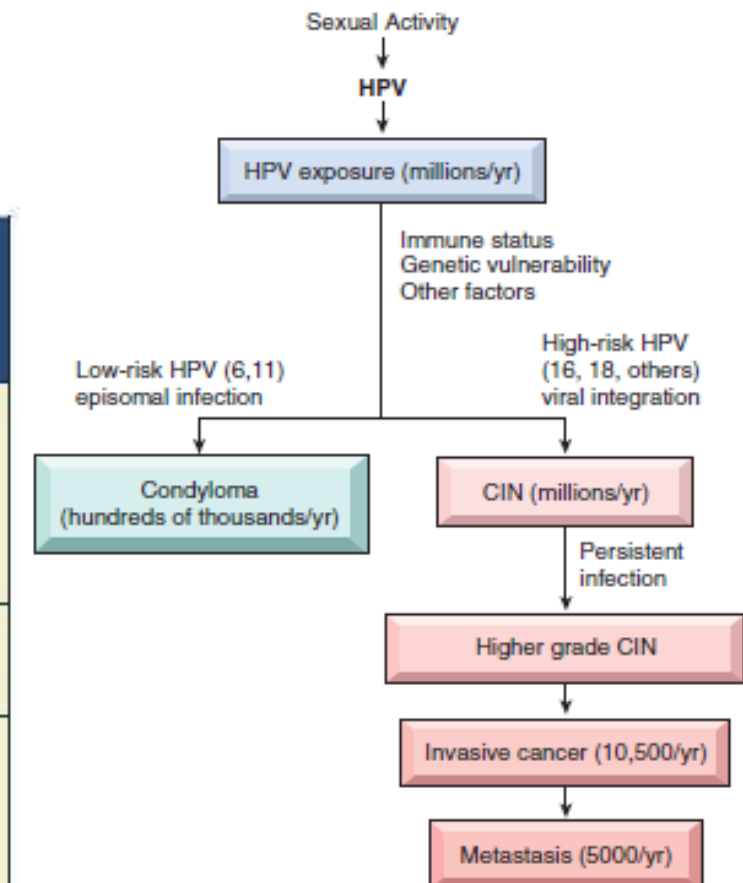 Sexual Activity
HPV
HPV exposure (millions/yr)
Immune status
Genetic vulnerability
Other factors
Low-risk HPV (6,11)
episomal infection
High-risk HPV
(16, 18, others)
viral integration
Condyloma
(hundreds of thousands/yr)
CIN (millions/yr)
Persistent
infection
Higher grade CIN
Invasive cancer (10,500/yr)
Metastasis (5000/yr)